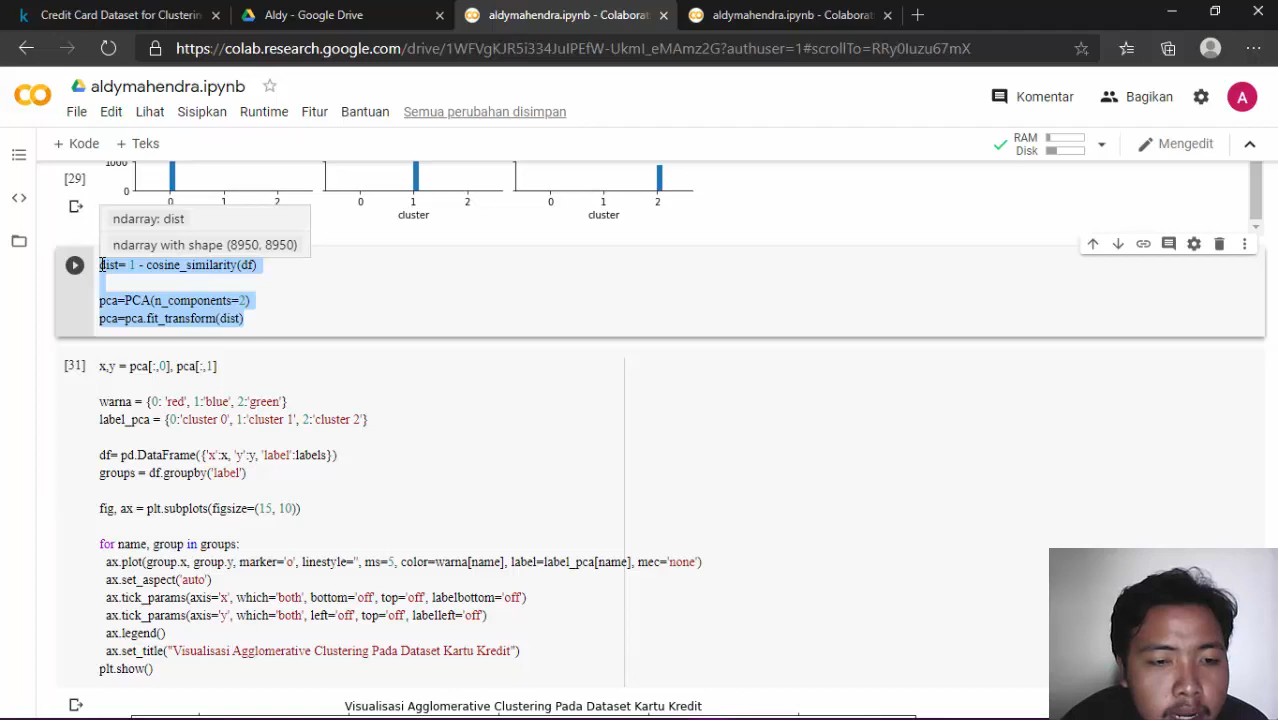 Credit Card Dataset for Clusterin
Aldy - Google Drive
aldymahendra.ipynb - Colaborat
aldymahendra.ipynb - Colaborat
https://colab.research.google.com/drive/1WFVgKJR5i334JuIPEfW-UkmI_eMAmz2G?authuser=1#scrollTo=RRy0Iuzu67mX
aldymahendra.ipynb
Komentar
Bagikan
A
File Edit Lihat Sisipkan Runtime Fitur Bantuan Semua perubahan disimpan
+ Kode + Teks
RAM
Disk
Mengedit
1000
[29]
0
0 1 2
0 1 2
0 1 2
cluster
cluster
ndarray: dist
ndarray with shape (8950, 8950)
dist= 1 - cosine_similarity(df)
pca=PCA(n_components=2)
pca=pca.fit_transform(dist)
[31]
x,y = pca[:,0], pca[:,1]
warna = {0: 'red', 1:'blue', 2:'green'}
label_pca = {0:'cluster 0', 1:'cluster 1', 2:'cluster 2'}
df= pd.DataFrame({'x':x, 'y':y, 'label':labels})
groups = df.groupby('label')
fig, ax = plt.subplots(figsize=(15, 10))
for name, group in groups:
ax.plot(group.x, group.y, marker='o', linestyle='', ms=5, color=warna[name], label=label_pca[name], mec='none')
ax.set_aspect('auto')
ax.tick_params(axis='x', which='both', bottom='off', top='off', labelbottom='off')
ax.tick_params(axis='y', which='both', left='off', top='off', labelleft='off')
ax.legend()
ax.set_title("Visualisasi Agglomerative Clustering Pada Dataset Kartu Kredit")
plt.show()
Visualisasi Agglomerative Clustering Pada Dataset Kartu Kredit